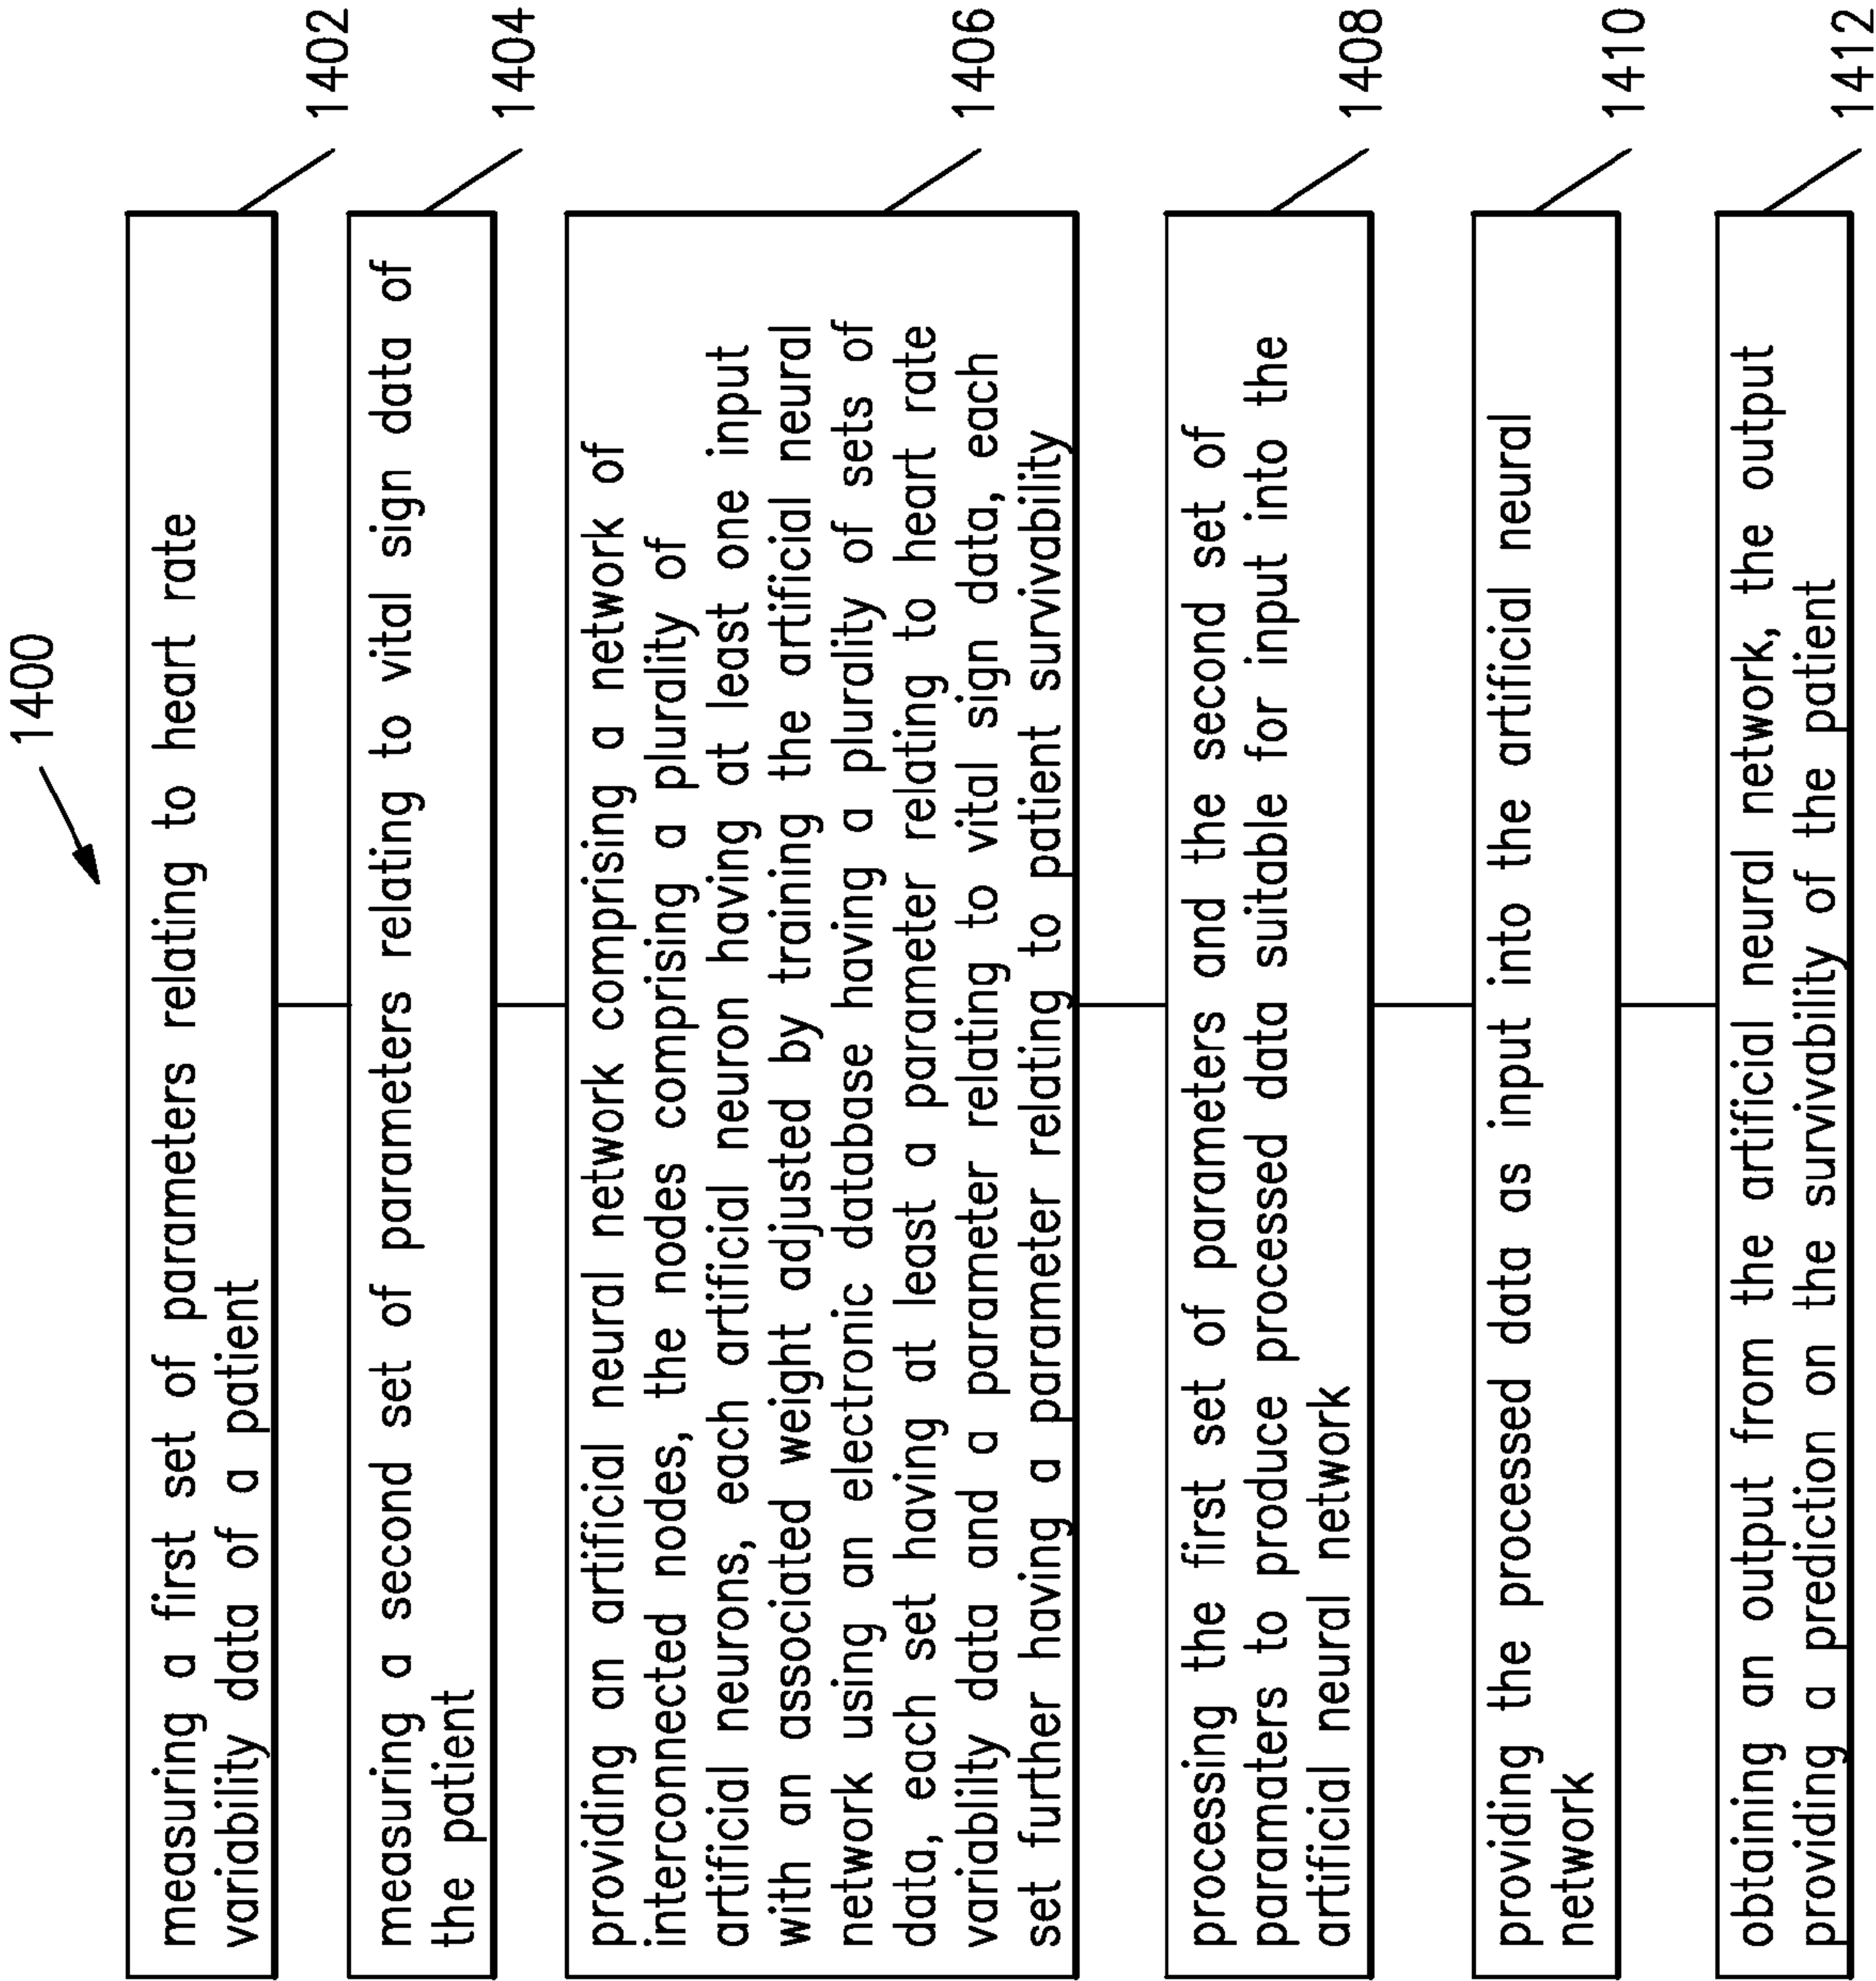 1400
measuring a first set of parameters relating to heart rate
variability data of a patient
1402
measuring a second set of parameters relating to vital sign data of
the patient
1404
providing an artificial neural network comprising a network of
interconnected nodes, the nodes comprising a plurality of
artificial neurons, each artificial neuron having at least one input
with an associated weight adjusted by training the artificial neural
network using an electronic database having a plurality of sets of
data, each set having at least a parameter relating to heart rate
variability data and a parameter relating to vital sign data, each
set further having a parameter relating to patient survivability
1406
processing the first set of parameters and the second set of
paramaters to produce processed data suitable for input into the
artificial neural network
1408
providing the processed data as input into the artificial neural
network
1410
obtaining an output from the artificial neural network, the output
providing a prediction on the survivability of the patient
1412